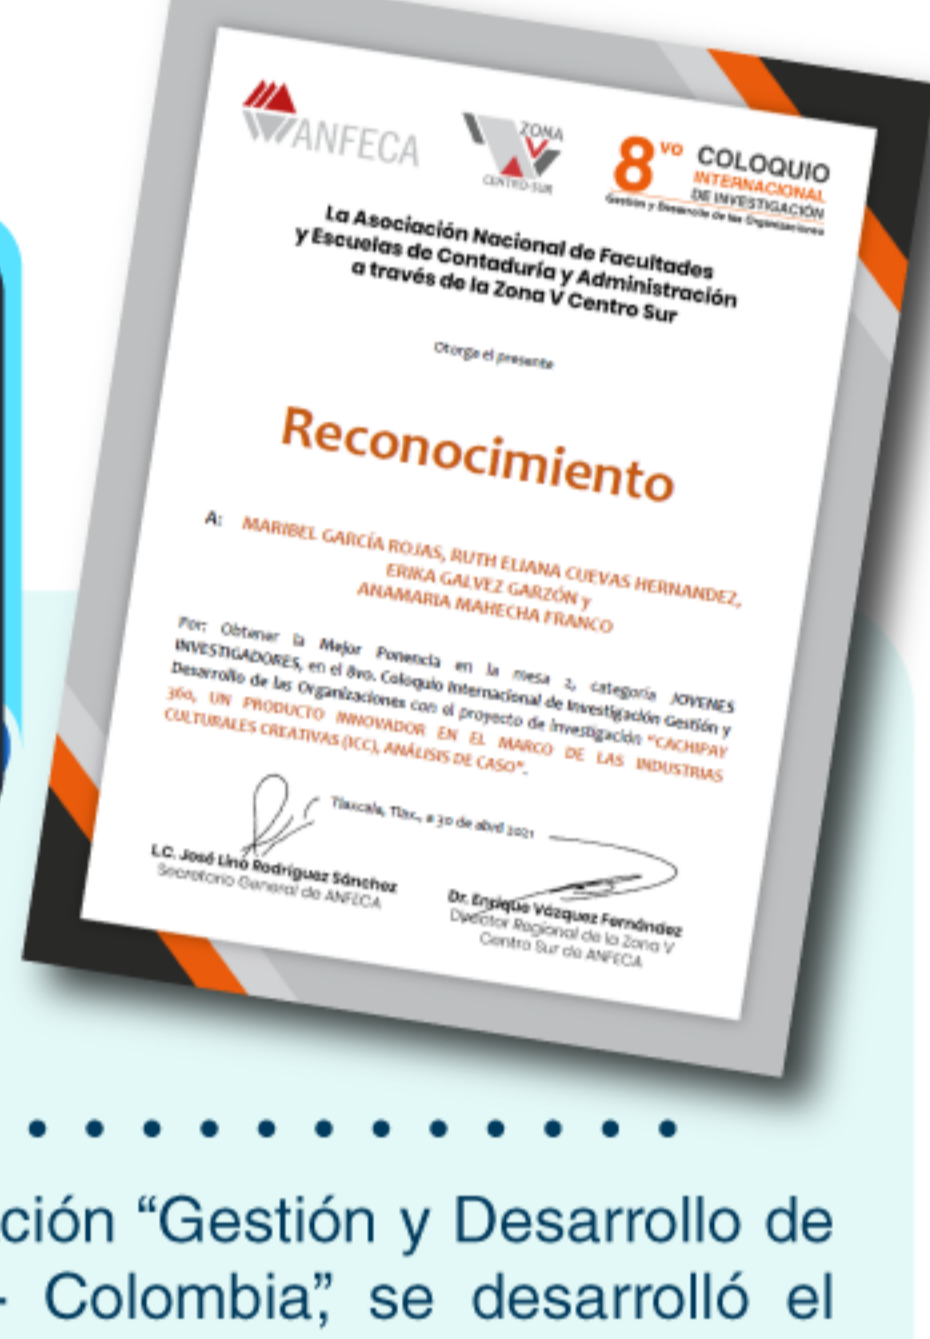 ANFECA
ZONA
CENTRO-SUR
8vo COLOQUIO
INTERNACIONAL
DE INVESTIGACIÓN
Gestión y Desarrollo de las Organizaciones
La Asociación Nacional de Facultades
y Escuelas de Contaduría y Administración
a través de la Zona V Centro Sur
Otorga el presente
Reconocimiento
A: MARIBEL GARCÍA ROJAS, RUTH ELIANA CUEVAS HERNANDEZ,
ERIKA GALVEZ GARZÓN y
ANAMARIA MAHECHA FRANCO
Por: Obtener la Mejor Ponencia en la mesa 2, categoría JOVENES
INVESTIGADORES, en el 8vo. Coloquio Internacional de Investigación Gestión y
Desarrollo de las Organizaciones con el proyecto de investigación "CACHIPAY
360, UN PRODUCTO INNOVADOR EN EL MARCO DE LAS INDUSTRIAS
CULTURALES CREATIVAS (ICC), ANÁLISIS DE CASO".
Tlaxcala, Tlax., a 30 de abril 2021
L.C. José Lino Rodríguez Sánchez
Secretario General de ANFECA
Dr. Enrique Vázquez Fernández
Director Regional de la Zona V
Centro Sur de ANFECA
ción “Gestión y Desarrollo de
- Colombia”, se desarrolló el